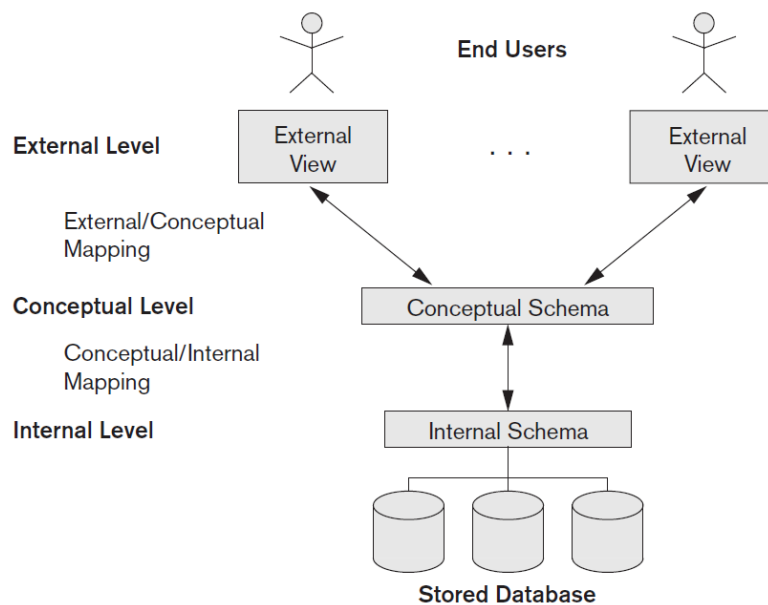 End Users
External Level
External
View
. . .
External
View
External/Conceptual
Mapping
Conceptual Level
Conceptual Schema
Conceptual/Internal
Mapping
Internal Level
Internal Schema
Stored Database